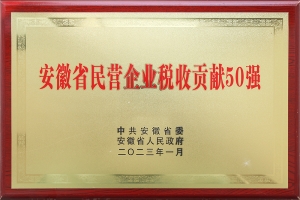 安徽省民营企业税收贡献50强
中共安徽省委
安徽省人民政府
二〇二三年一月